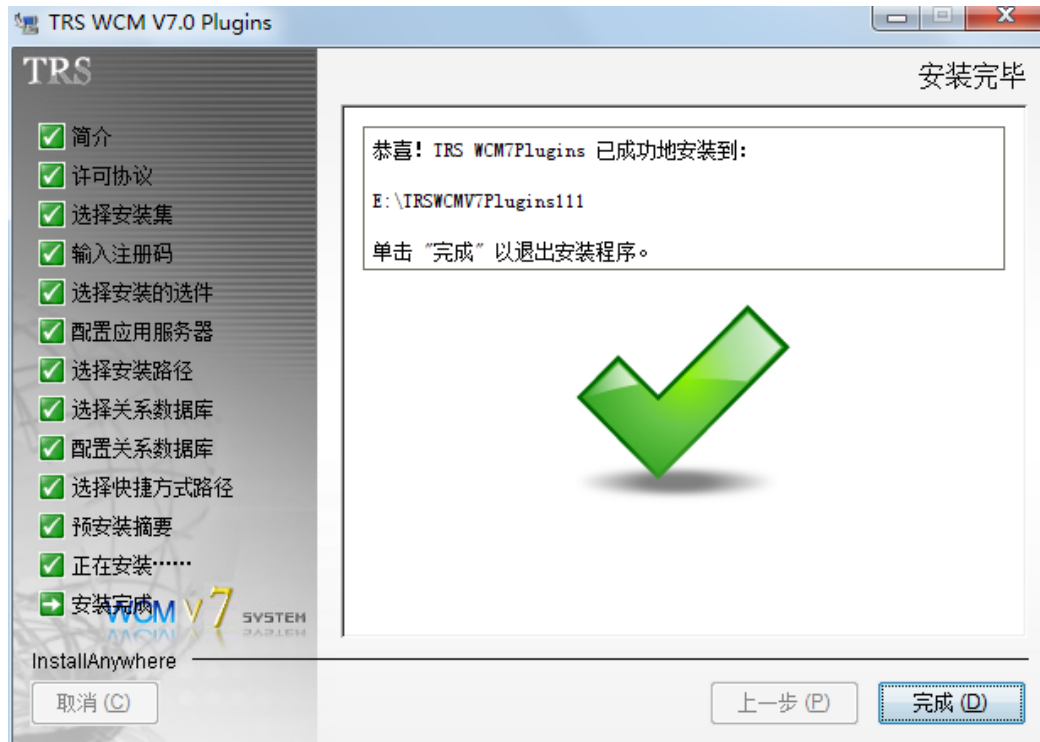 TRS WCM V7.0 Plugins
TRS
安装完毕
简介
许可协议
选择安装集
输入注册码
选择安装的选件
配置应用服务器
选择安装路径
选择关系数据库
配置关系数据库
选择快捷方式路径
预安装摘要
正在安装……
安装完成
WCM V7 SYSTEM
恭喜! TRS WCM7Plugins 已成功地安装到:
E:\TRSWCMV7Plugins111
单击 “完成” 以退出安装程序。
InstallAnywhere
取消 (C)
上一步 (P)
完成 (D)